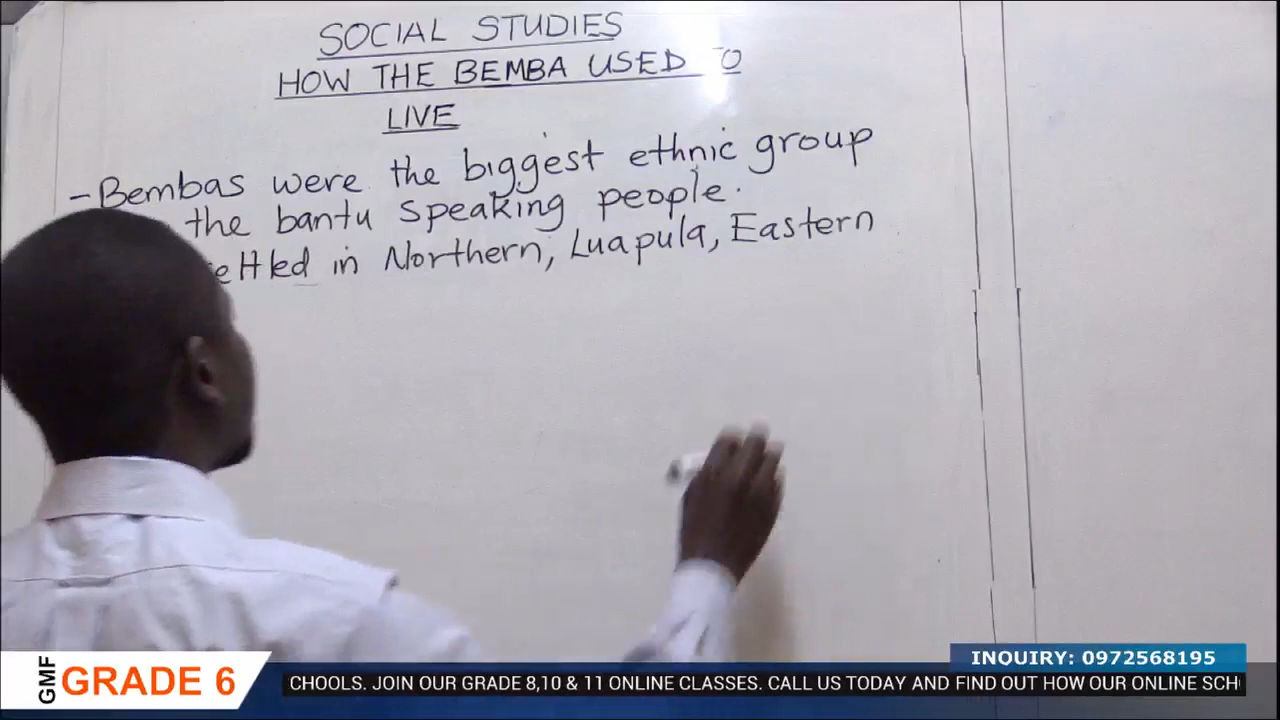 SOCIAL STUDIES
HOW THE BEMBA USED TO
LIVE
- Bembas were the biggest ethnic group
the bantu speaking people.
in Northern, Luapula, Eastern
INQUIRY: 0972568195
GMF GRADE 6
CHOOLS. JOIN OUR GRADE 8,10 & 11 ONLINE CLASSES. CALL US TODAY AND FIND OUT HOW OUR ONLINE SCH